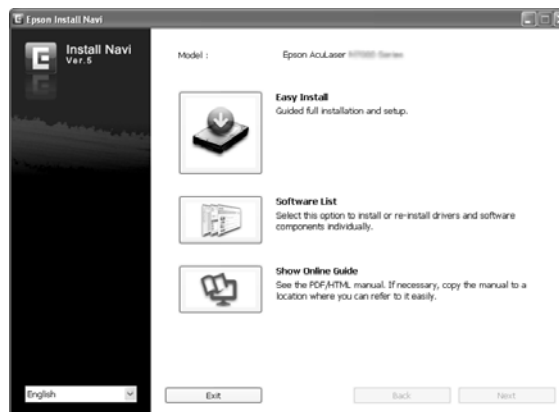 Epson Install Navi
Install Navi
Ver.5
Model : Epson AcuLaser
Easy Install
Guided full installation and setup.
Software List
Select this option to install or re-install drivers and software
components individually.
Show Online Guide
See the PDF/HTML manual. If necessary, copy the manual to a
location where you can refer to it easily.
English
Exit
Back
Next